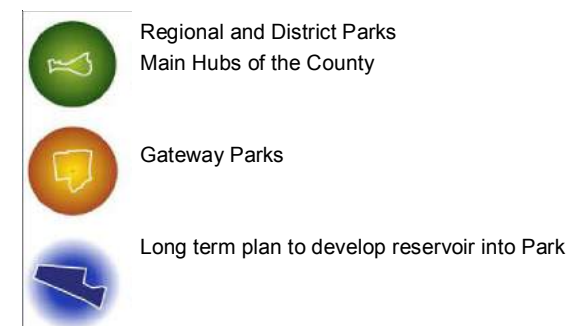 Regional and District Parks
Main Hubs of the County
Gateway Parks
Long term plan to develop reservoir into Park